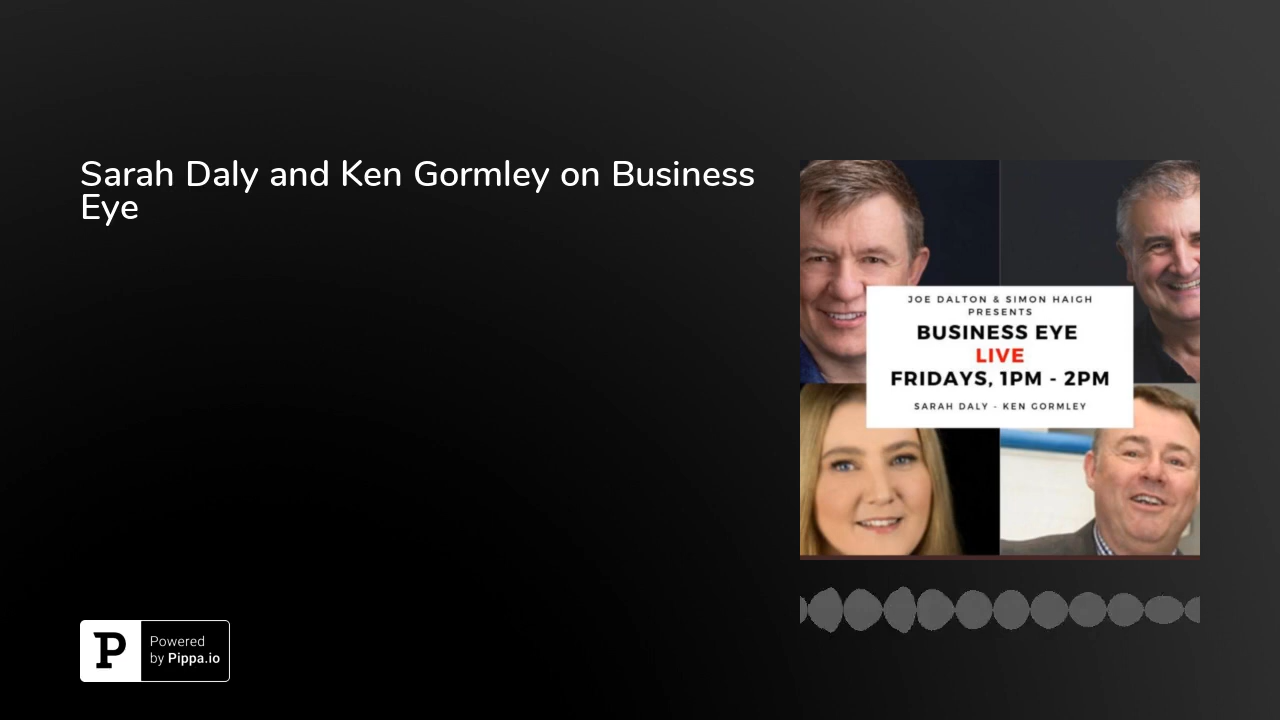 Sarah Daly and Ken Gormley on Business
Eye
JOE DALTON & SIMON HAIGH
PRESENTS
BUSINESS EYE
LIVE
FRIDAYS, 1PM - 2PM
SARAH DALY - KEN GORMLEY
P
Powered
by Pippa.io